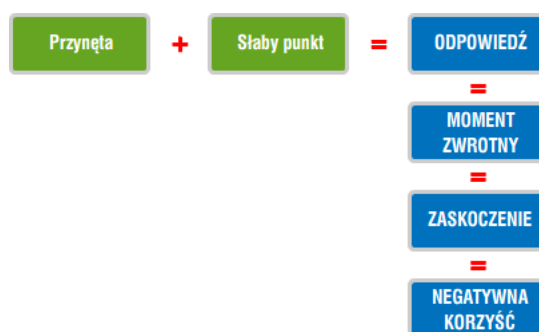 Przynęta + Słaby punkt = ODPOWIEDŹ
=
MOMENT
ZWROTNY
=
ZASKOCZENIE
=
NEGATYWNA
KORZYŚĆ